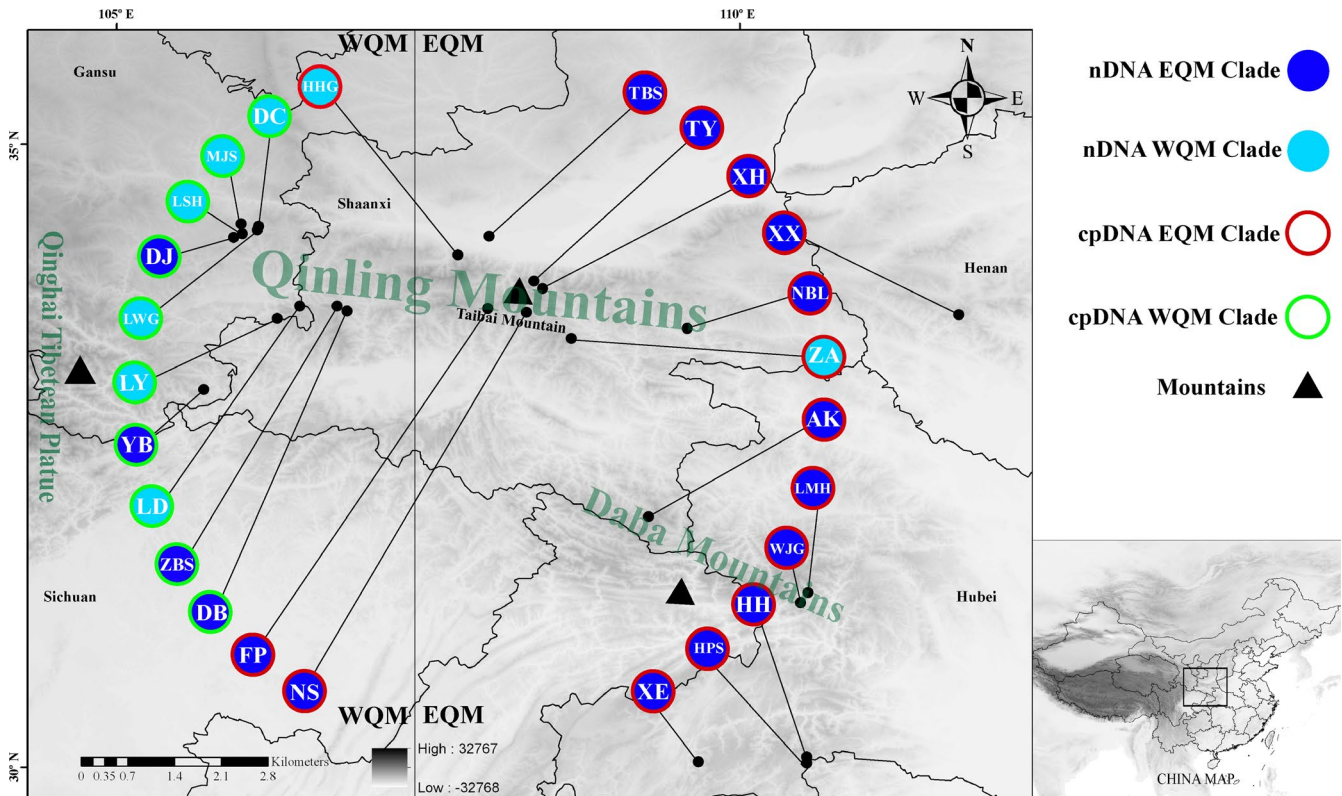 105° E
110° E
WQM EQM
Gansu
HHG
TBS
N
W E
S
DC
TY
MJS
35° N
XH
LSH
Shaanxi
XX
DJ
Henan
Qinghai Tibetean Platue
Qinling Mountains
NBL
LWG
Taibai Mountain
ZA
LY
AK
YB
LMH
LD
Daba Mountains
WJG
ZBS
Sichuan
HH
Hubei
DB
FP
HPS
NS
XE
WQM EQM
High : 32767
Low : -32768
Kilometers
0 0.35 0.7 1.4 2.1 2.8
30° N
nDNA EQM Clade
nDNA WQM Clade
cpDNA EQM Clade
cpDNA WQM Clade
Mountains
CHINA MAP